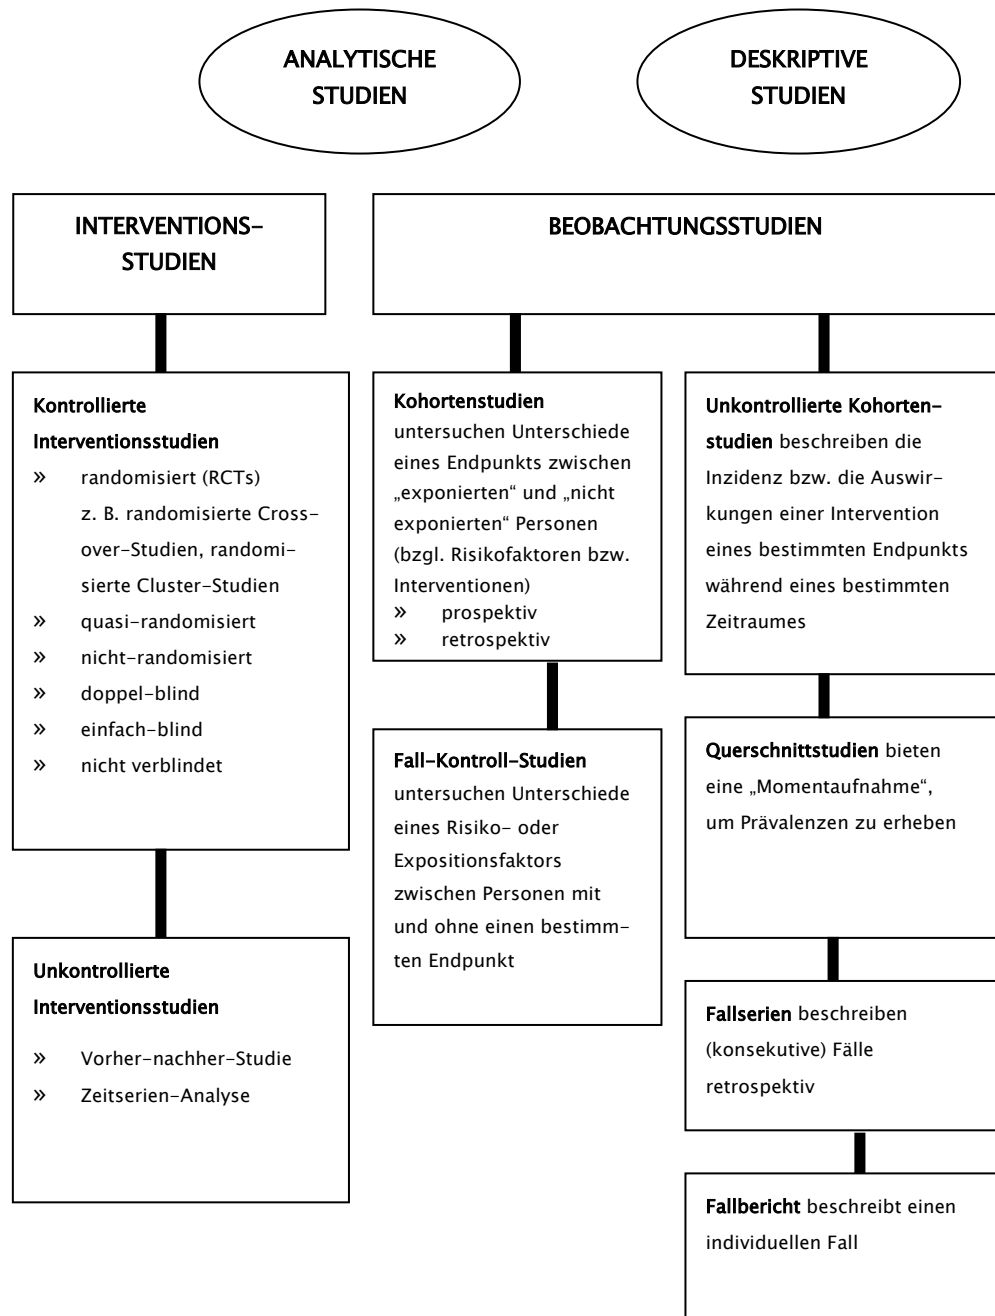 ANALYTISCHE
STUDIEN
DESKRIPTIVE
STUDIEN
INTERVENTIONS-
STUDIEN
BEOBACHTUNGSSTUDIEN
Kontrollierte
Interventionsstudien
» randomisiert (RCTs)
z. B. randomisierte Cross-
over-Studien, randomi-
sierte Cluster-Studien
» quasi-randomisiert
» nicht-randomisiert
» doppel-blind
» einfach-blind
» nicht verblindet
Unkontrollierte
Interventionsstudien
» Vorher-nachher-Studie
» Zeitserien-Analyse
Kohortenstudien
untersuchen Unterschiede
eines Endpunkts zwischen
„exponierten“ und „nicht
exponierten“ Personen
(bzgl. Risikofaktoren bzw.
Interventionen)
» prospektiv
» retrospektiv
Fall-Kontroll-Studien
untersuchen Unterschiede
eines Risiko- oder
Expositionsfaktors
zwischen Personen mit
und ohne einen bestimm-
ten Endpunkt
Unkontrollierte Kohorten-
studien beschreiben die
Inzidenz bzw. die Auswir-
kungen einer Intervention
eines bestimmten Endpunkts
während eines bestimmten
Zeitraumes
Querschnittstudien bieten
eine „Momentaufnahme“,
um Prävalenzen zu erheben
Fallserien beschreiben
(konsekutive) Fälle
retrospektiv
Fallbericht beschreibt einen
individuellen Fall